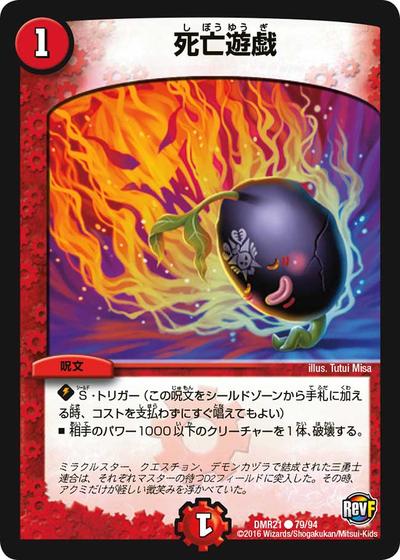 1
しぼうゆうぎ
死亡遊戯
呪文
illus. Tutui Misa
S・トリガー(この呪文をシールドゾーンから手札に加え
る時、コストを支払わずにすぐ唱えてもよい)
■ 相手のパワー1000以下のクリーチャーを1体、破壊する。
ミラクルスター、クエスチョン、デモンカヅラで結成された三勇士
連合は、それぞれマスターの待つD2フィールドに突入した。その時、
アクミだけが怪しい微笑みを浮かべていた。
RevF
1
DMR21 ● 79/94
©2016 Wizards/Shogakukan/Mitsui-Kids